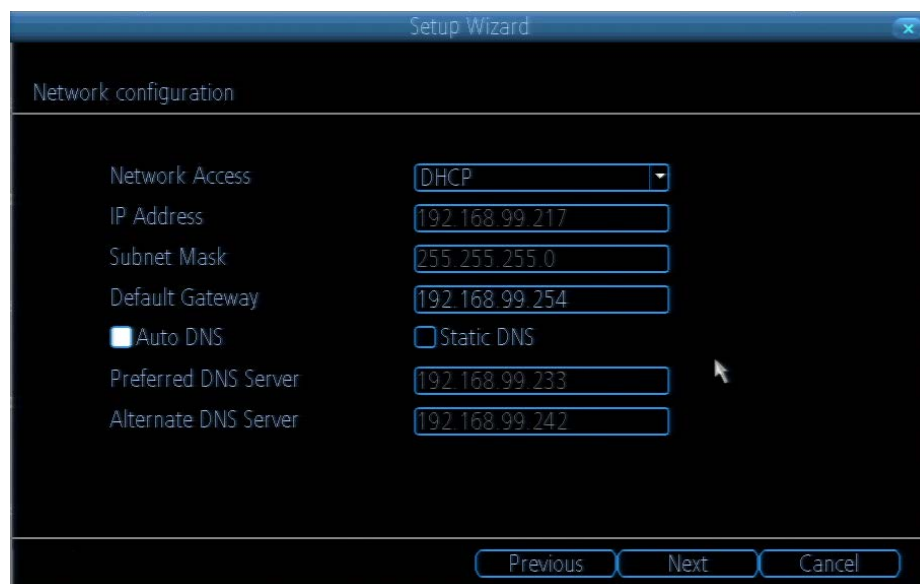 Setup Wizard
Network configuration
Network Access DHCP
IP Address 192.168.99.217
Subnet Mask 255.255.255.0
Default Gateway 192.168.99.254
Auto DNS Static DNS
Preferred DNS Server 192.168.99.233
Alternate DNS Server 192.168.99.242
Previous Next Cancel